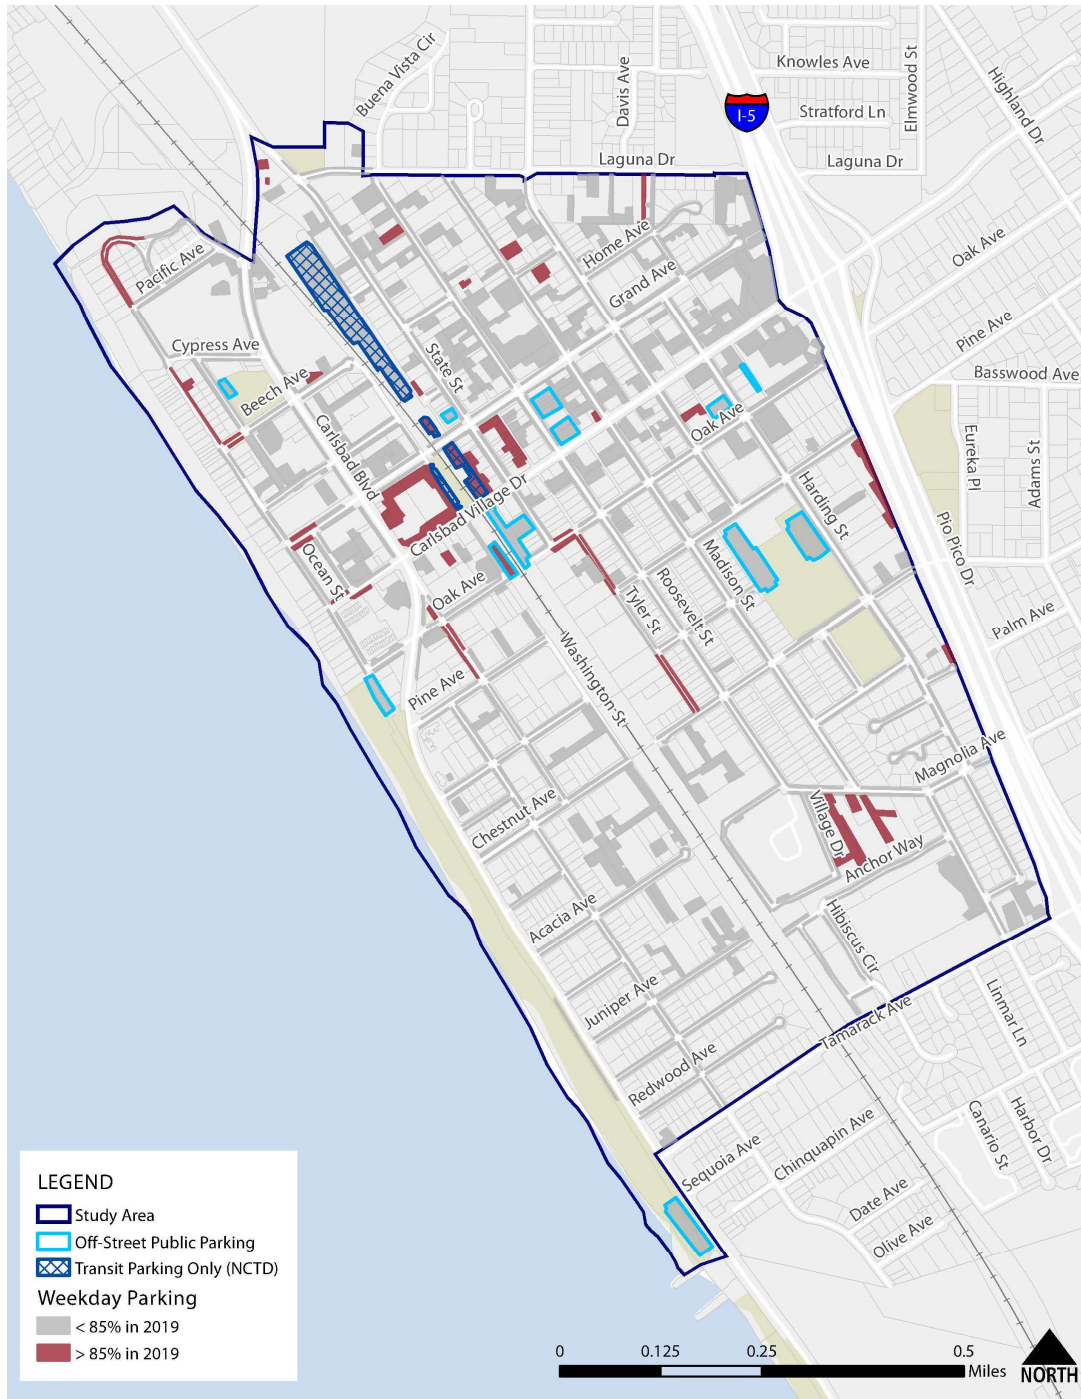 Buena Vista Cir
Davis Ave
Knowles Ave
Elmwood St
Highland Dr
I-5
Stratford Ln
Laguna Dr
Laguna Dr
Pacific Ave
Home Ave
Grand Ave
Oak Ave
Pine Ave
Cypress Ave
State St
Basswood Ave
Beech Ave
Oak Ave
Carlsbad Blvd
Eureka Pl
Adams St
Carlsbad Village Dr
Harding St
Pio Pico Dr
Ocean St
Oak Ave
Madison St
Roosevelt St
Tyler St
Palm Ave
Washington St
Pine Ave
Magnolia Ave
Chestnut Ave
Village Dr
Anchor Way
Acacia Ave
Hibiscus Cir
Juniper Ave
Linmar Ln
Tamarack Ave
Redwood Ave
Canario St
Harbor Dr
Sequoia Ave
Chinquapin Ave
Date Ave
Olive Ave
LEGEND
Study Area
Off-Street Public Parking
Transit Parking Only (NCTD)
Weekday Parking
< 85% in 2019
> 85% in 2019
0 0.125 0.25 0.5
Miles
NORTH